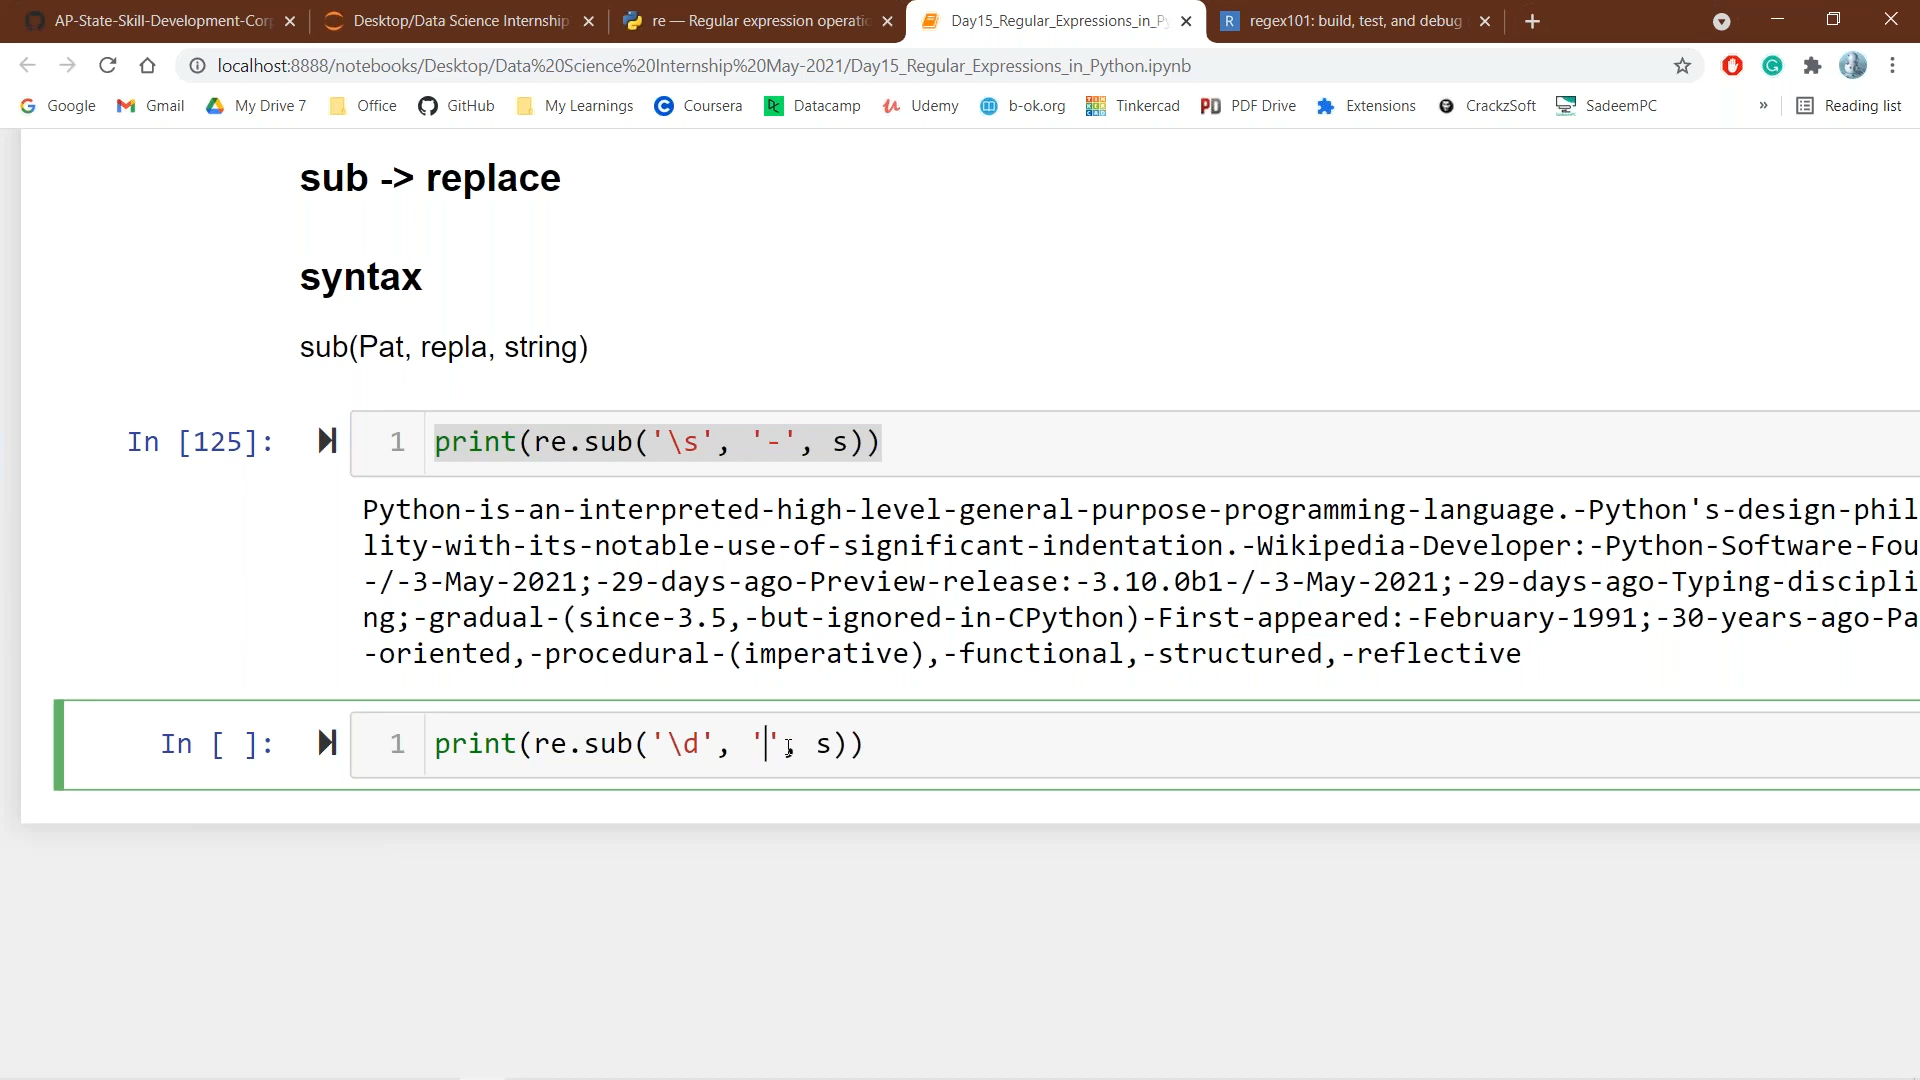 AP-State-Skill-Development-Corp
Desktop/Data Science Internship
re — Regular expression operatio
Day15_Regular_Expressions_in_Py
regex101: build, test, and debug
localhost:8888/notebooks/Desktop/Data%20Science%20Internship%20May-2021/Day15_Regular_Expressions_in_Python.ipynb
Google Gmail My Drive 7 Office GitHub My Learnings Coursera Datacamp Udemy b-ok.org Tinkercad PDF Drive Extensions CrackzSoft SadeemPC » Reading list
sub -> replace
syntax
sub(Pat, repla, string)
In [125]: 1 print(re.sub('\s', '-', s))
Python-is-an-interpreted-high-level-general-purpose-programming-language.-Python's-design-phil
lity-with-its-notable-use-of-significant-indentation.-Wikipedia-Developer:-Python-Software-Fou
-/-3-May-2021;-29-days-ago-Preview-release:-3.10.0b1-/-3-May-2021;-29-days-ago-Typing-discipli
ng;-gradual-(since-3.5,-but-ignored-in-CPython)-First-appeared:-February-1991;-30-years-ago-Pa
-oriented,-procedural-(imperative),-functional,-structured,-reflective
In [ ]: 1 print(re.sub('\d', '', s))